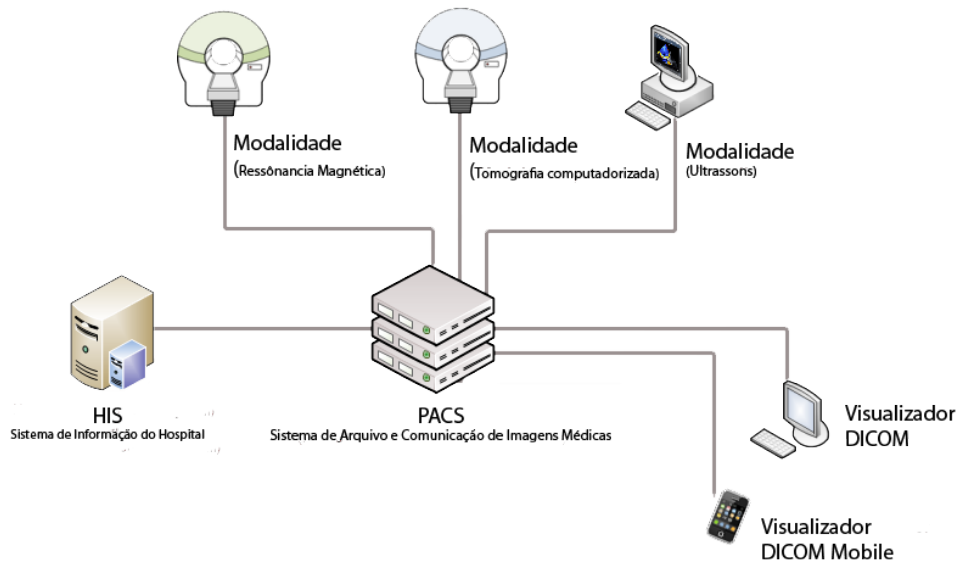 Modalidade
(Ressônancia Magnética)
Modalidade
(Tomografia computadorizada)
Modalidade
(Ultrassons)
HIS
Sistema de Informação do Hospital
PACS
Sistema de Arquivo e Comunicação de Imagens Médicas
Visualizador
DICOM
Visualizador
DICOM Mobile